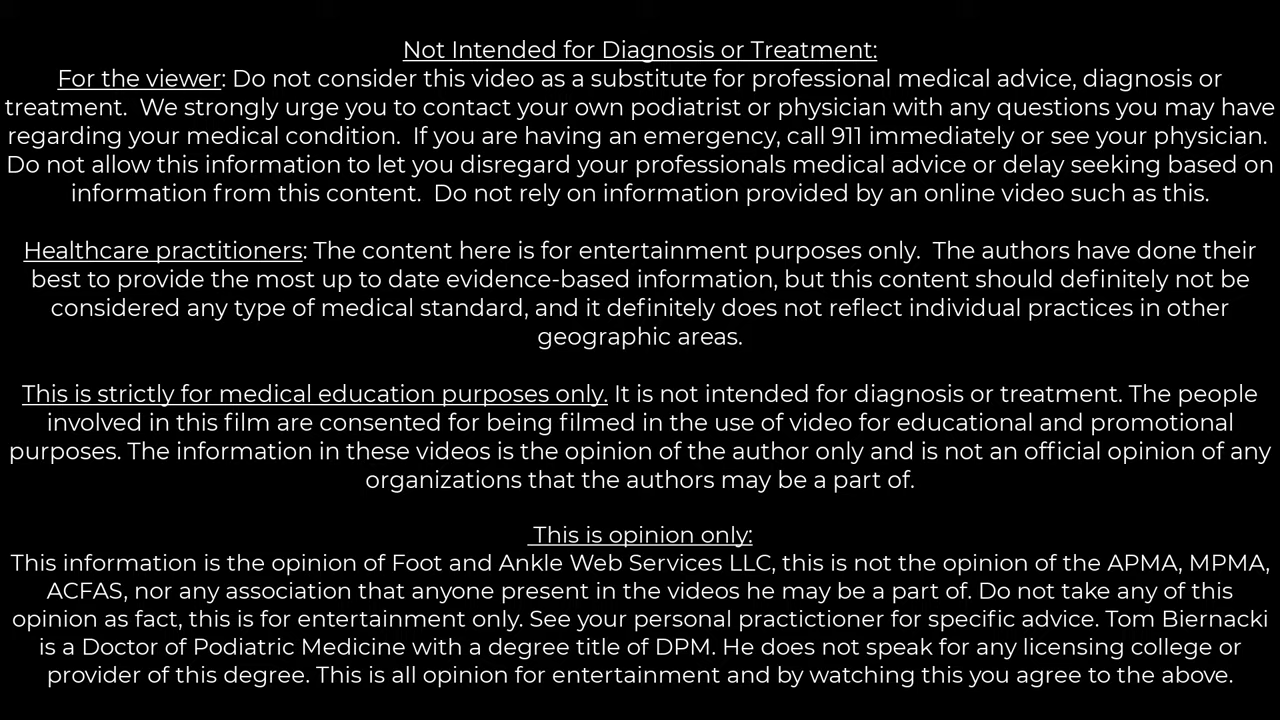 Not Intended for Diagnosis or Treatment:
For the viewer: Do not consider this video as a substitute for professional medical advice, diagnosis or
treatment.  We strongly urge you to contact your own podiatrist or physician with any questions you may have
regarding your medical condition.  If you are having an emergency, call 911 immediately or see your physician.
Do not allow this information to let you disregard your professionals medical advice or delay seeking based on
information from this content.  Do not rely on information provided by an online video such as this.
Healthcare practitioners: The content here is for entertainment purposes only.  The authors have done their
best to provide the most up to date evidence-based information, but this content should definitely not be
considered any type of medical standard, and it definitely does not reflect individual practices in other
geographic areas.
This is strictly for medical education purposes only. It is not intended for diagnosis or treatment. The people
involved in this film are consented for being filmed in the use of video for educational and promotional
purposes. The information in these videos is the opinion of the author only and is not an official opinion of any
organizations that the authors may be a part of.
This is opinion only:
This information is the opinion of Foot and Ankle Web Services LLC, this is not the opinion of the APMA, MPMA,
ACFAS, nor any association that anyone present in the videos he may be a part of. Do not take any of this
opinion as fact, this is for entertainment only. See your personal practictioner for specific advice. Tom Biernacki
is a Doctor of Podiatric Medicine with a degree title of DPM. He does not speak for any licensing college or
provider of this degree. This is all opinion for entertainment and by watching this you agree to the above.